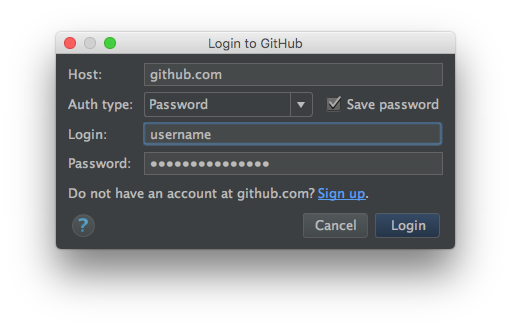 Login to GitHub
Host: github.com
Auth type: Password Save password
Login: username
Password: •••••••••••••••
Do not have an account at github.com? Sign up.
? Cancel Login